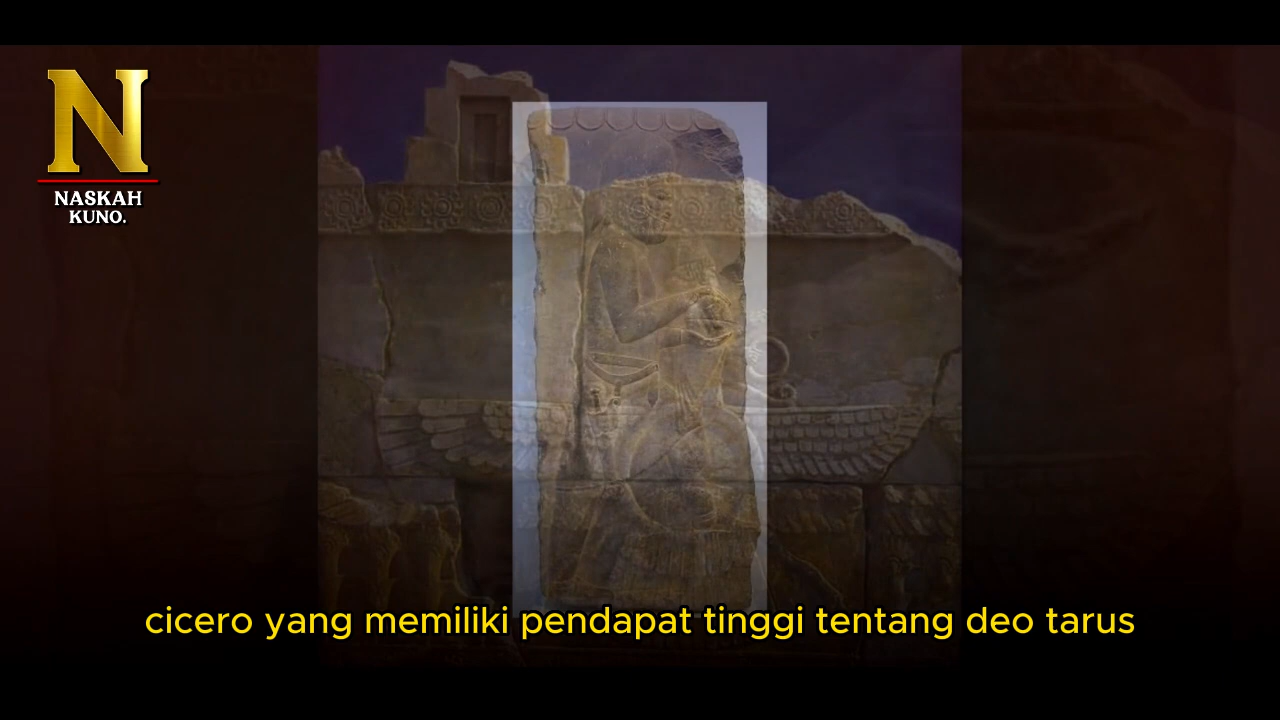 N
NASKAH
KUNO.
cicero yang memiliki pendapat tinggi tentang deo tarus